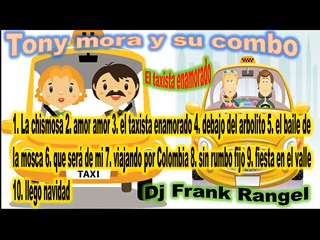 Tony mora y su combo
El taxista enamorado
1. La chismosa 2. amor amor 3. el taxista enamorado 4. debajo del arbolito 5. el baile de
la mosca 6. que será de mi 7. viajando por Colombia 8. sin rumbo fijo 9. fiesta en el valle
10. llego navidad
TAXI
Dj Frank Rangel